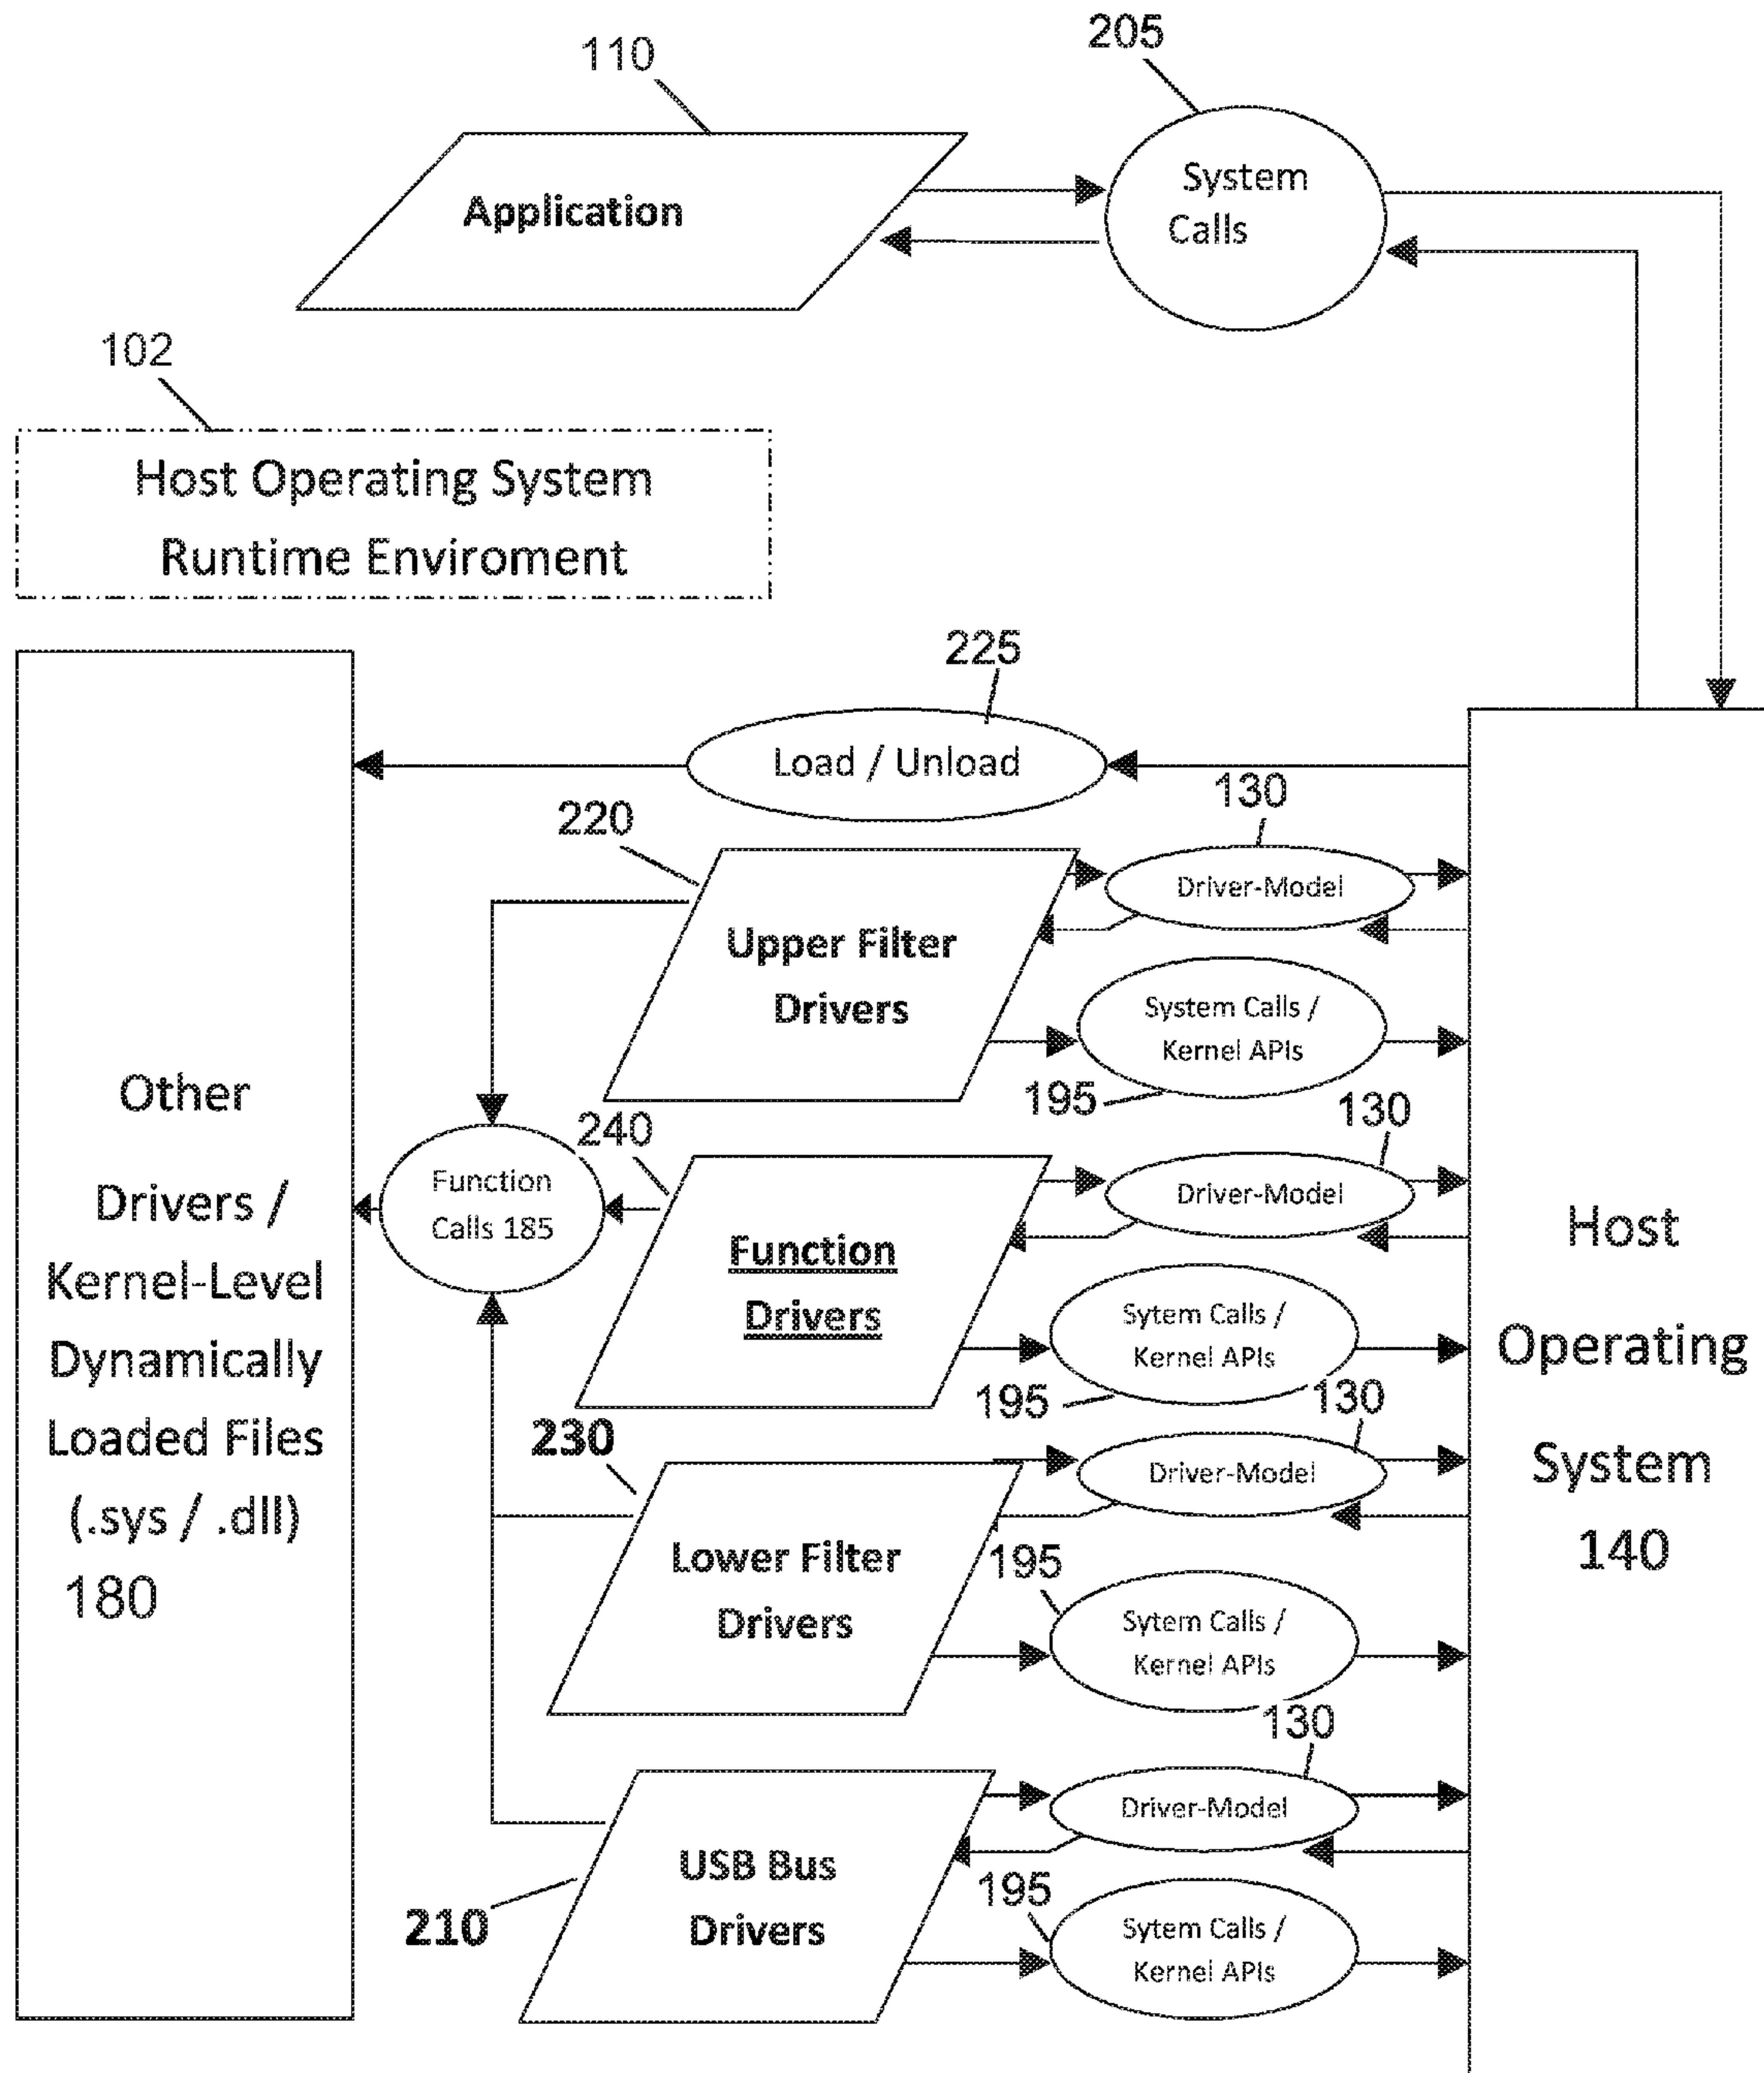 205
110
System
Calls
Application
102
Host Operating System
Runtime Enviroment
225
Load / Unload
130
220
Driver-Model
Upper Filter
Drivers
System Calls /
Kernel APIs
195
130
240
Driver-Model
Function
Calls 185
Function
Drivers
Sytem Calls /
Kernel APIs
195
130
230
Driver-Model
Lower Filter
Drivers
195
Sytem Calls /
Kernel APIs
130
Driver-Model
USB Bus
Drivers
210
195
Sytem Calls /
Kernel APIs
Other
Drivers /
Kernel-Level
Dynamically
Loaded Files
(.sys / .dll)
180
Host
Operating
System
140